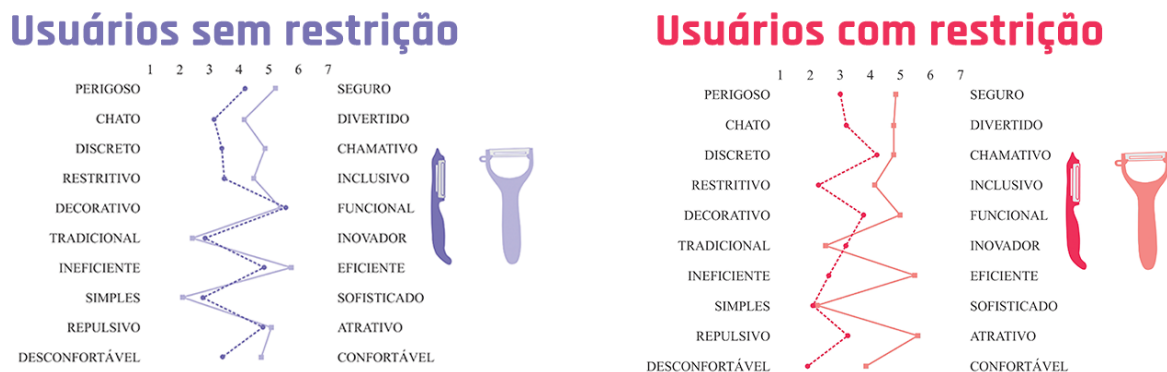 Usuários sem restrição
1 2 3 4 5 6 7
PERIGOSO SEGURO
CHATO DIVERTIDO
DISCRETO CHAMATIVO
RESTRITIVO INCLUSIVO
DECORATIVO FUNCIONAL
TRADICIONAL INOVADOR
INEFICIENTE EFICIENTE
SIMPLES SOFISTICADO
REPULSIVO ATRATIVO
DESCONFORTÁVEL CONFORTÁVEL
Usuários com restrição
1 2 3 4 5 6 7
PERIGOSO SEGURO
CHATO DIVERTIDO
DISCRETO CHAMATIVO
RESTRITIVO INCLUSIVO
DECORATIVO FUNCIONAL
TRADICIONAL INOVADOR
INEFICIENTE EFICIENTE
SIMPLES SOFISTICADO
REPULSIVO ATRATIVO
DESCONFORTÁVEL CONFORTÁVEL